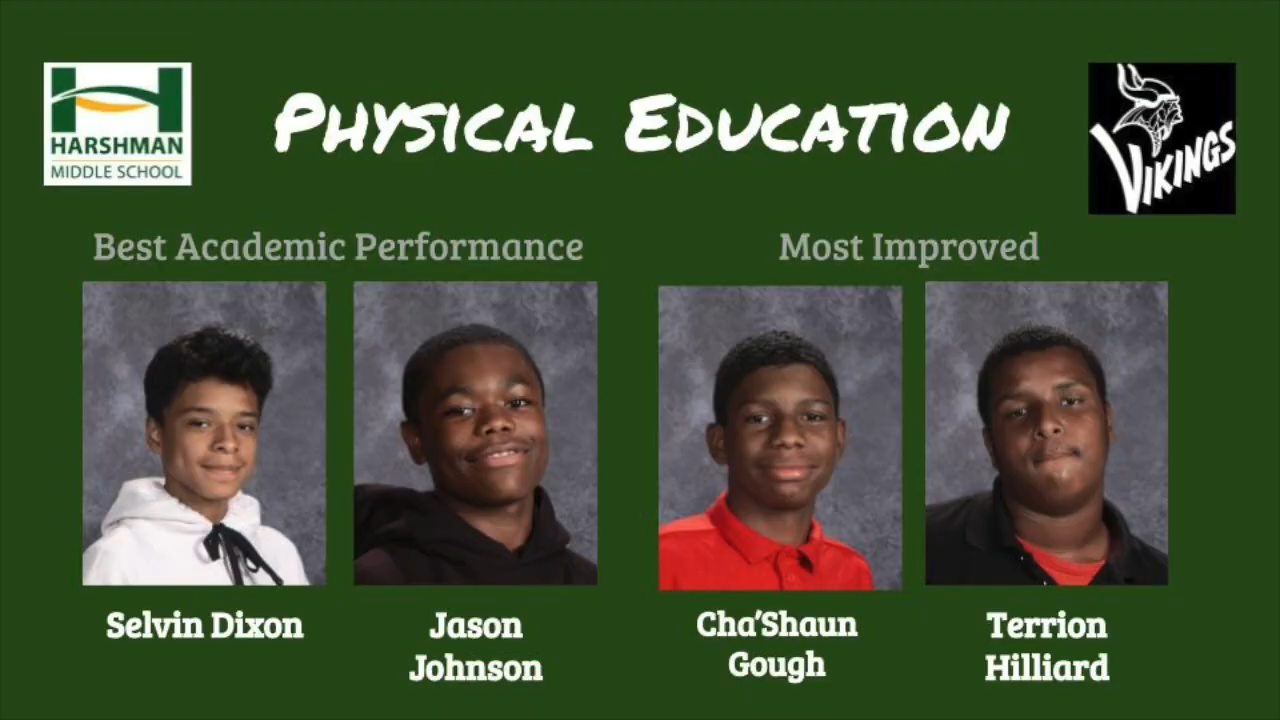 HARSHMAN
MIDDLE SCHOOL
PHYSICAL EDUCATION
VIKINGS
Best Academic Performance
Most Improved
Selvin Dixon
Jason
Johnson
Cha'Shaun
Gough
Terrion
Hilliard